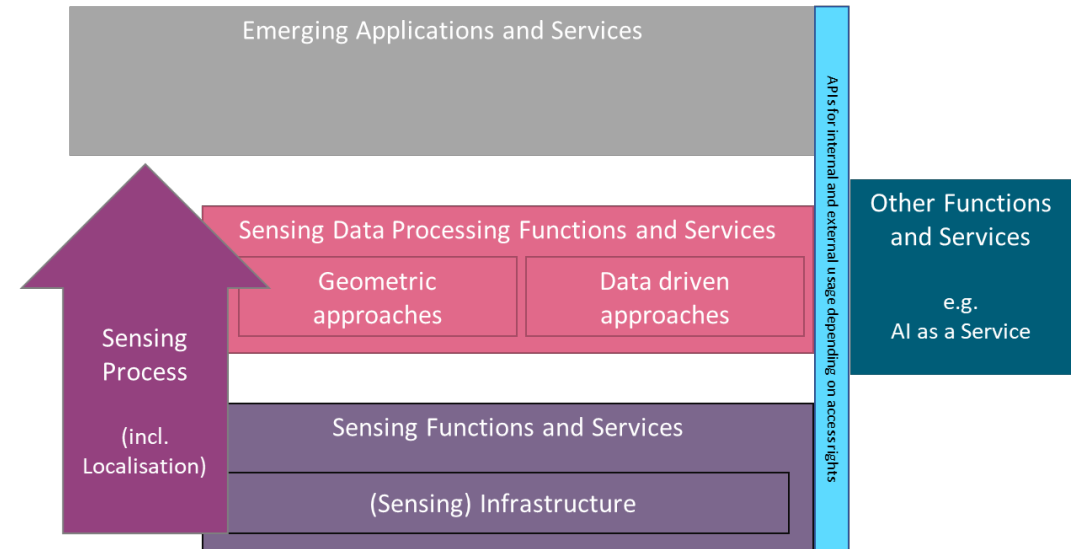 Emerging Applications and Services
APIs for internal and external usage depending on access rights
Other Functions
and Services
e.g.
AI as a Service
Sensing Data Processing Functions and Services
Geometric
approaches
Data driven
approaches
Sensing
Process
(incl.
Localisation)
Sensing Functions and Services
(Sensing) Infrastructure